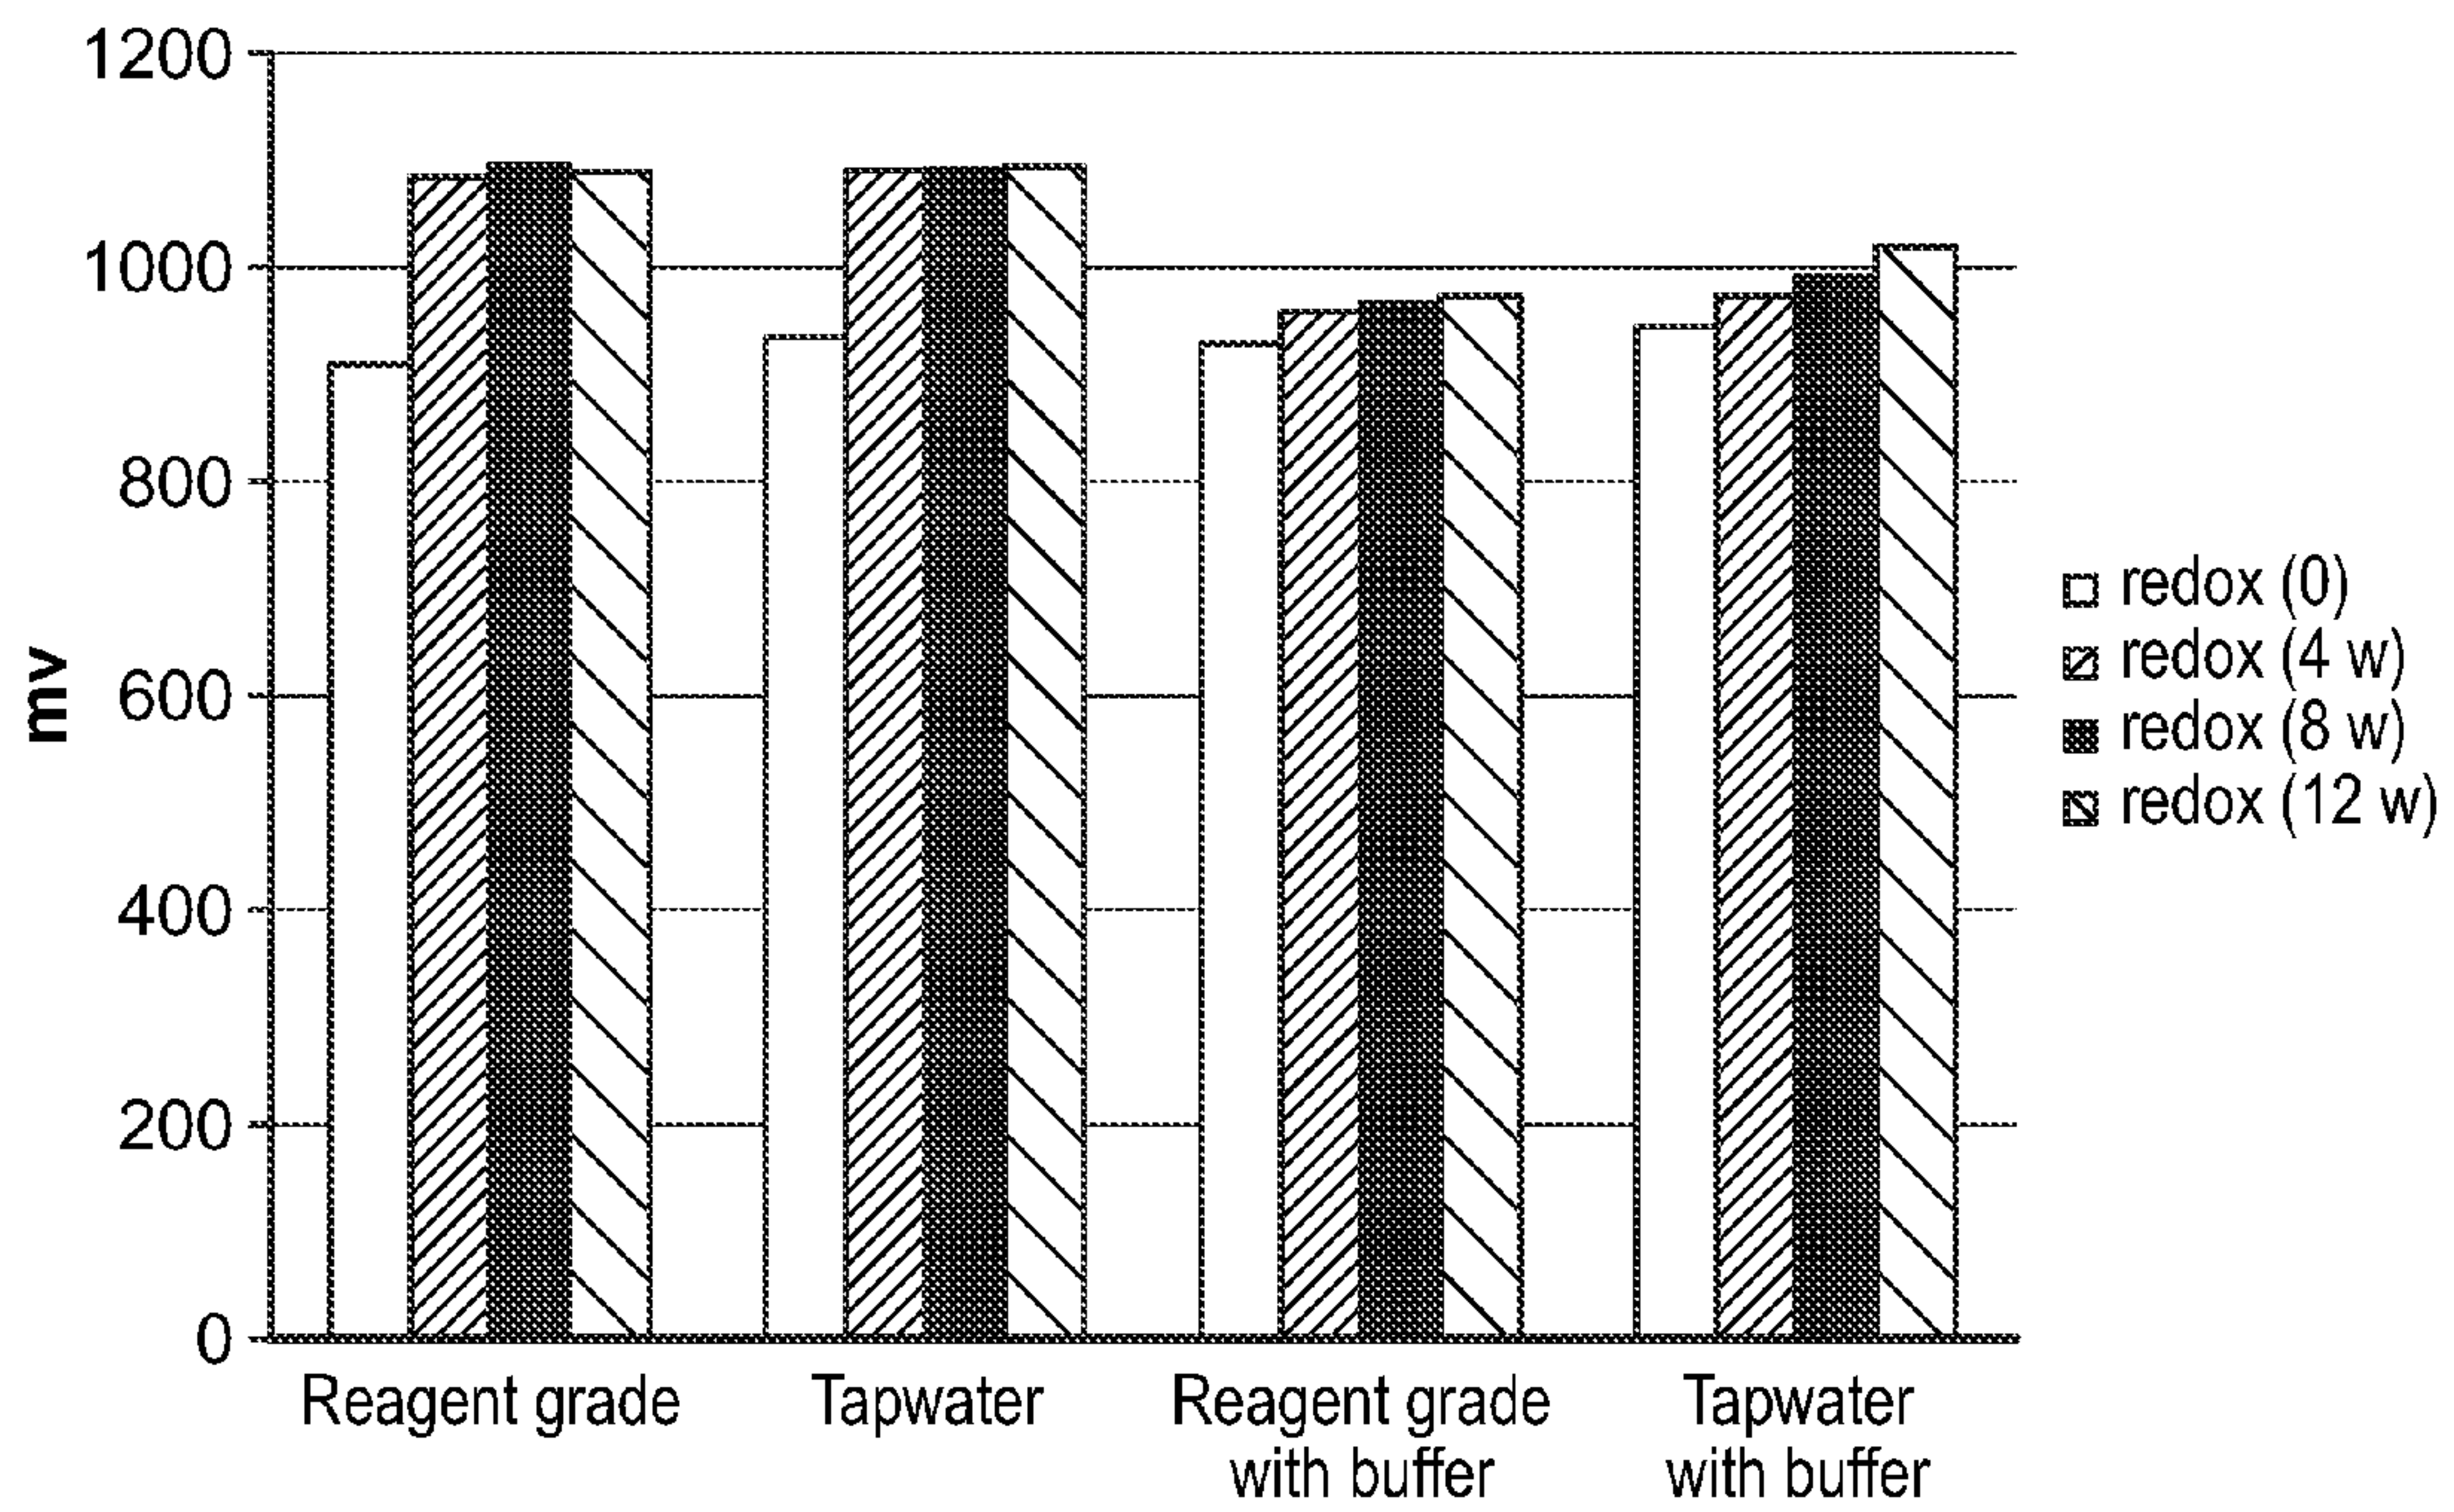 1200
1000
800
600
400
200
0
mv
Reagent grade
Tapwater
Reagent grade
with buffer
Tapwater
with buffer
redox (0)
redox (4 w)
redox (8 w)
redox (12 w)